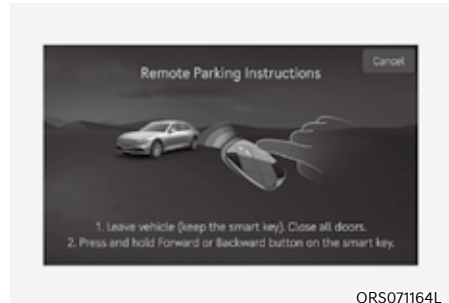 Cancel
Remote Parking Instructions
1. Leave vehicle (keep the smart key). Close all doors.
2. Press and hold Forward or Backward button on the smart key.
ORS071164L